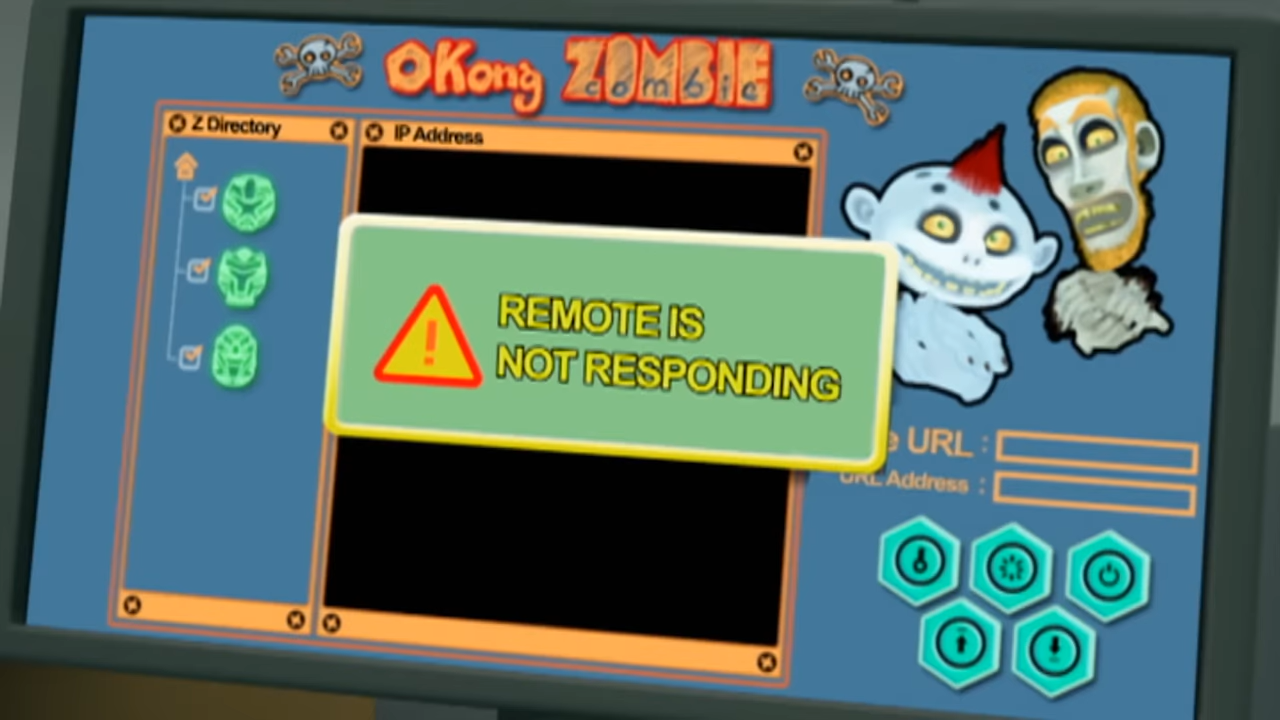 OKong ZOMBIE
combie
Z Directory
IP Address
REMOTE IS
NOT RESPONDING
e URL :
URL Address :